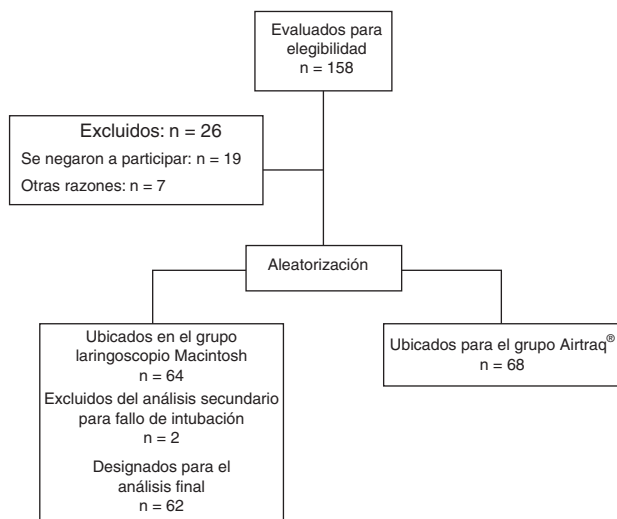 Evaluados para
elegibilidad
n = 158
Excluidos: n = 26
Se negaron a participar: n = 19
Otras razones: n = 7
Aleatorización
Ubicados en el grupo
laringoscopio Macintosh
n = 64
Excluidos del análisis secundario
para fallo de intubación
n = 2
Designados para el
análisis final
n = 62
Ubicados para el grupo Airtraq®
n = 68